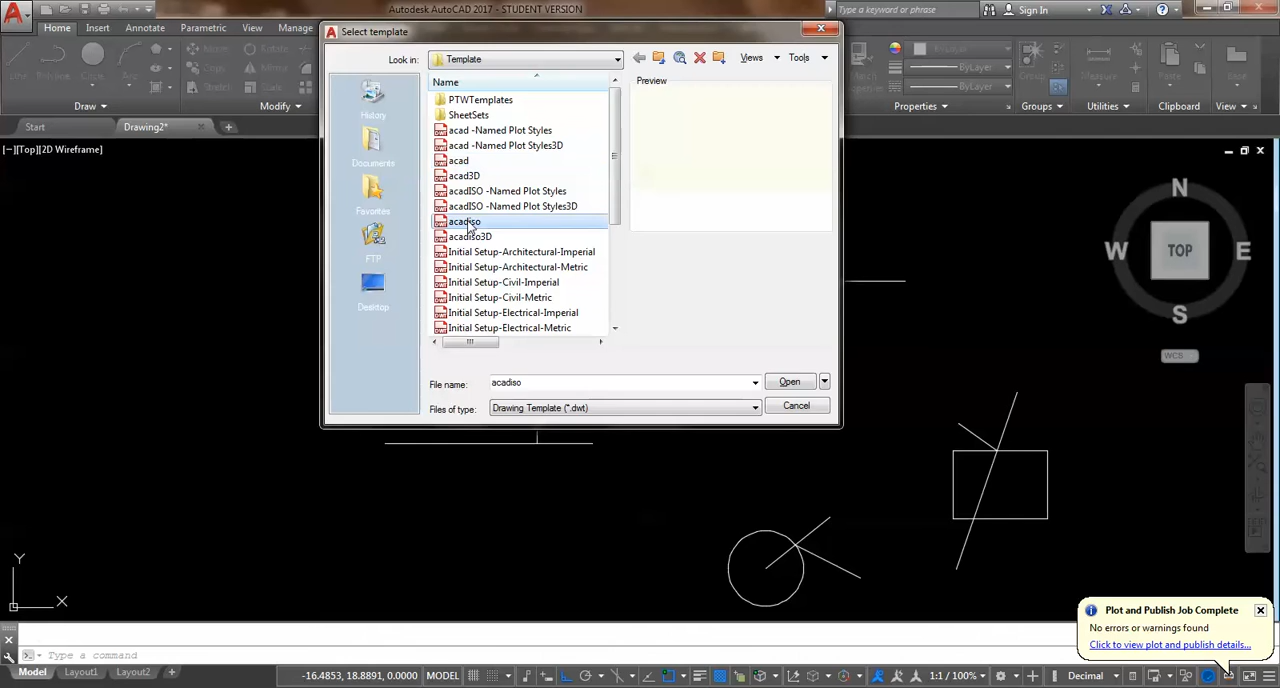 Autodesk AutoCAD 2017 - STUDENT VERSION
Type a keyword or phrase
Sign In
Home Insert Annotate Parametric View Manage
Draw
Modify
ByLayer
ByLayer
Properties
Group
Groups
Measure
Utilities
Paste
Clipboard
Base
View
Start
Drawing2*
[−][Top][2D Wireframe]
Select template
Look in: Template
Views Tools
History
Documents
Favorites
FTP
Desktop
Name
PTWTemplates
SheetSets
acad -Named Plot Styles
acad -Named Plot Styles3D
acad
acad3D
acadISO -Named Plot Styles
acadISO -Named Plot Styles3D
acadiso
acadiso3D
Initial Setup-Architectural-Imperial
Initial Setup-Architectural-Metric
Initial Setup-Civil-Imperial
Initial Setup-Civil-Metric
Initial Setup-Electrical-Imperial
Initial Setup-Electrical-Metric
Preview
File name: acadiso
Open
Files of type: Drawing Template (*.dwt)
Cancel
N
W TOP E
S
WCS
Y
X
Plot and Publish Job Complete
No errors or warnings found
Click to view plot and publish details...
Type a command
Model Layout1 Layout2
-16.4853, 18.8891, 0.0000 MODEL
1:1 / 100%
Decimal